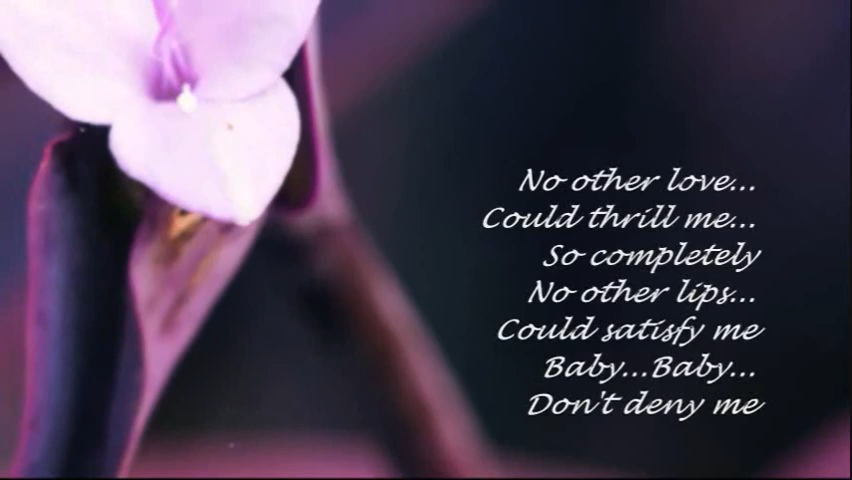 No other love...
Could thrill me...
So completely
No other lips...
Could satisfy me
Baby...Baby...
Don't deny me